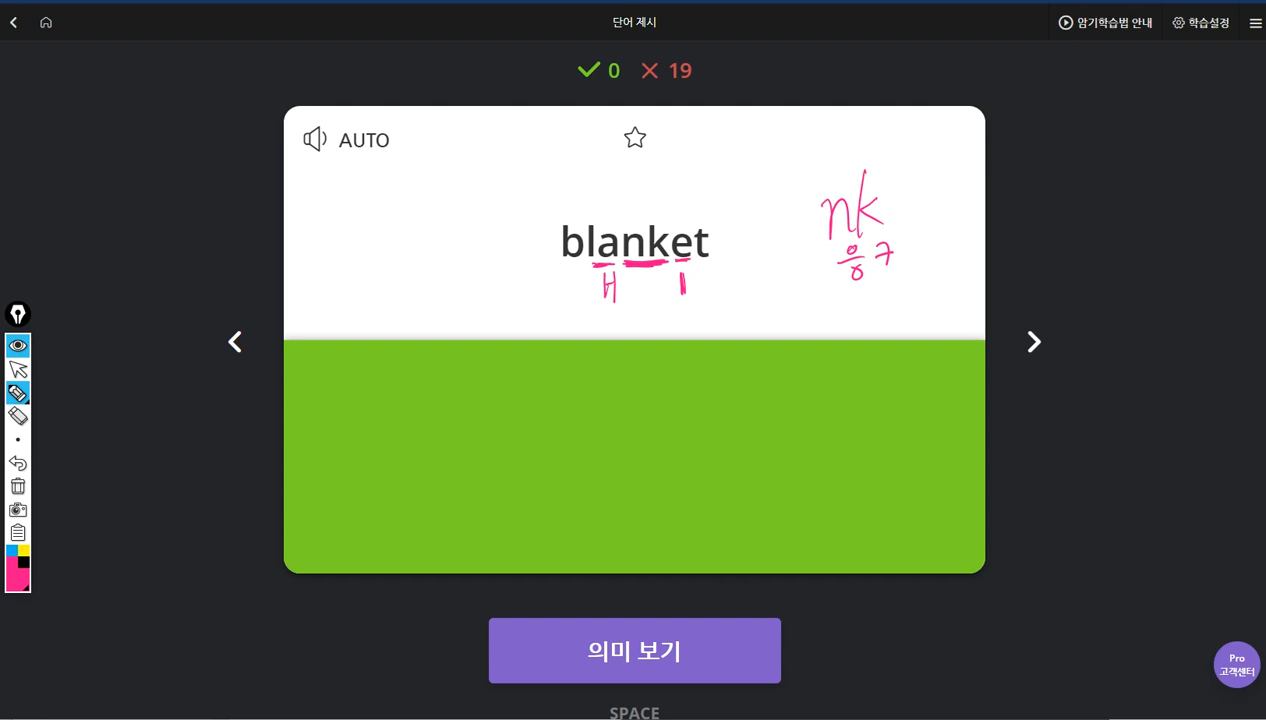 단어 제시
암기학습법 안내
학습설정
0
19
AUTO
blanket
nk
응ㅋ
ㅐ
ㅣ
의미 보기
SPACE
Pro
고객센터